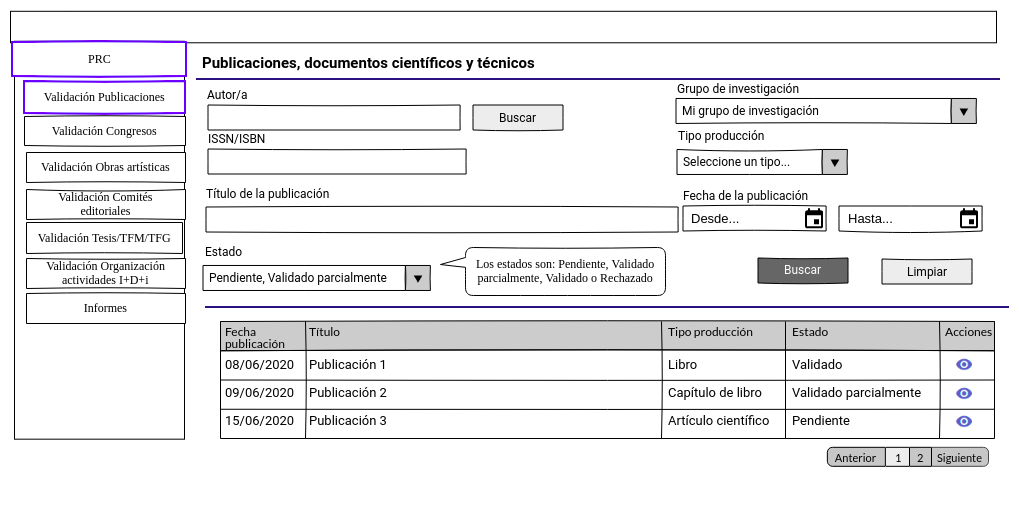 PRC
Validación Publicaciones
Validación Congresos
Validación Obras artísticas
Validación Comités
editoriales
Validación Tesis/TFM/TFG
Validación Organización
actividades I+D+i
Informes
Publicaciones, documentos científicos y técnicos
Autor/a
Buscar
Grupo de investigación
Mi grupo de investigación
ISSN/ISBN
Tipo producción
Seleccione un tipo...
Título de la publicación
Fecha de la publicación
Desde...
Hasta...
Estado
Pendiente, Validado parcialmente
Los estados son: Pendiente, Validado
parcialmente, Validado o Rechazado
Buscar
Limpiar
Fecha
publicación
Título
Tipo producción
Estado
Acciones
08/06/2020 Publicación 1 Libro Validado
09/06/2020 Publicación 2 Capítulo de libro Validado parcialmente
15/06/2020 Publicación 3 Artículo científico Pendiente
Anterior 1 2 Siguiente